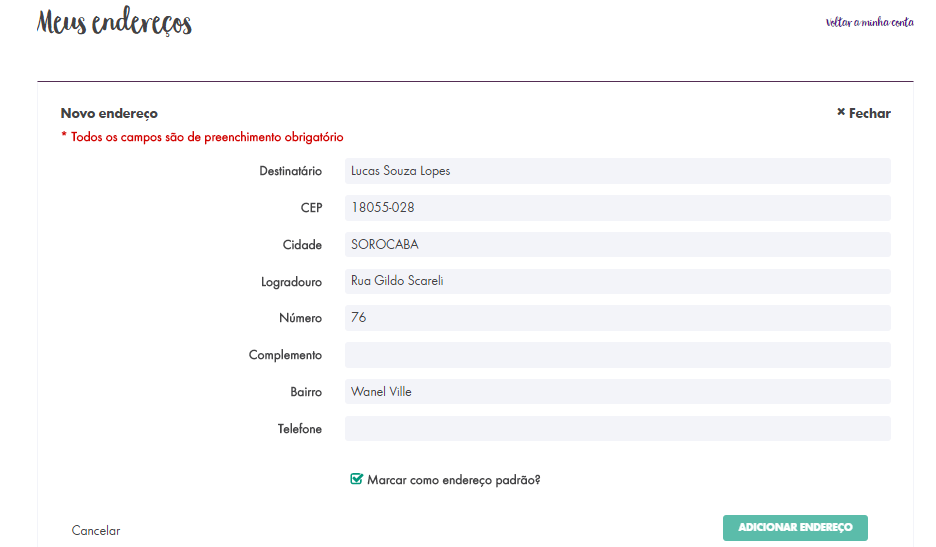 Meus endereços
Voltar a minha conta
Novo endereço
× Fechar
* Todos os campos são de preenchimento obrigatório
Destinatário Lucas Souza Lopes
CEP 18055-028
Cidade SOROCABA
Logradouro Rua Gildo Scareli
Número 76
Complemento
Bairro Wanel Ville
Telefone
Marcar como endereço padrão?
Cancelar
ADICIONAR ENDEREÇO